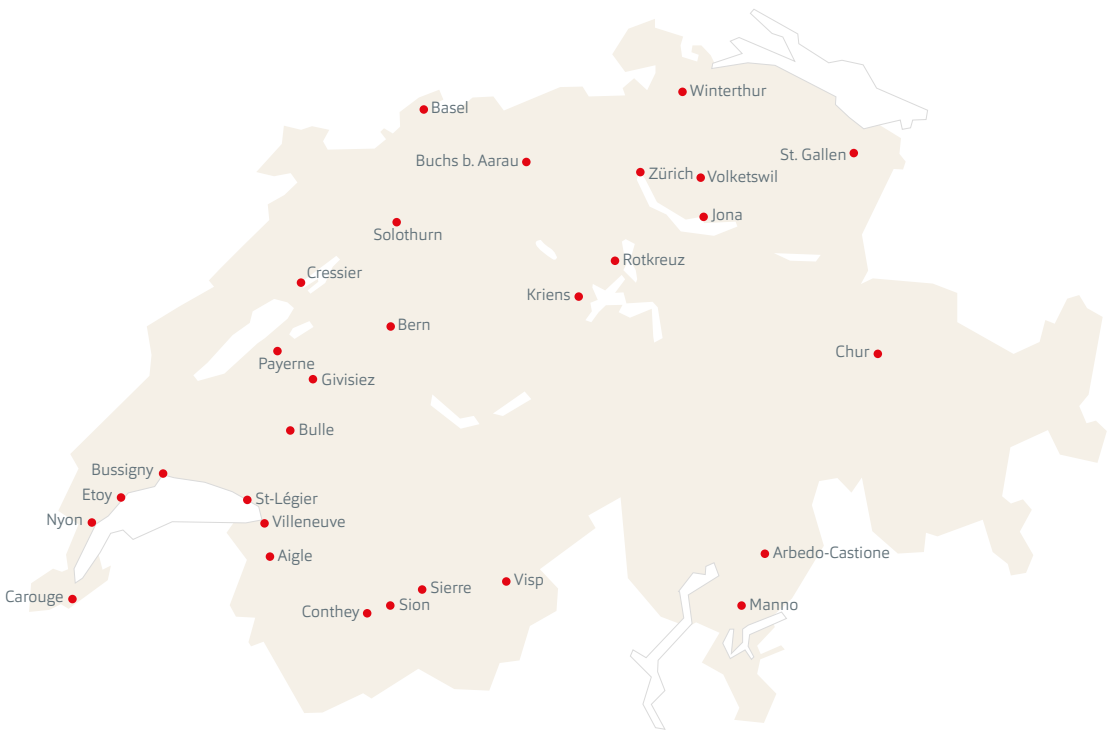 Winterthur
Basel
St. Gallen
Buchs b. Aarau
Zürich
Volketswil
Jona
Solothurn
Rotkreuz
Cressier
Kriens
Bern
Chur
Payerne
Givisiez
Bulle
Bussigny
Etoy
St-Légier
Nyon
Villeneuve
Aigle
Arbedo-Castione
Visp
Sierre
Carouge
Sion
Manno
Conthey